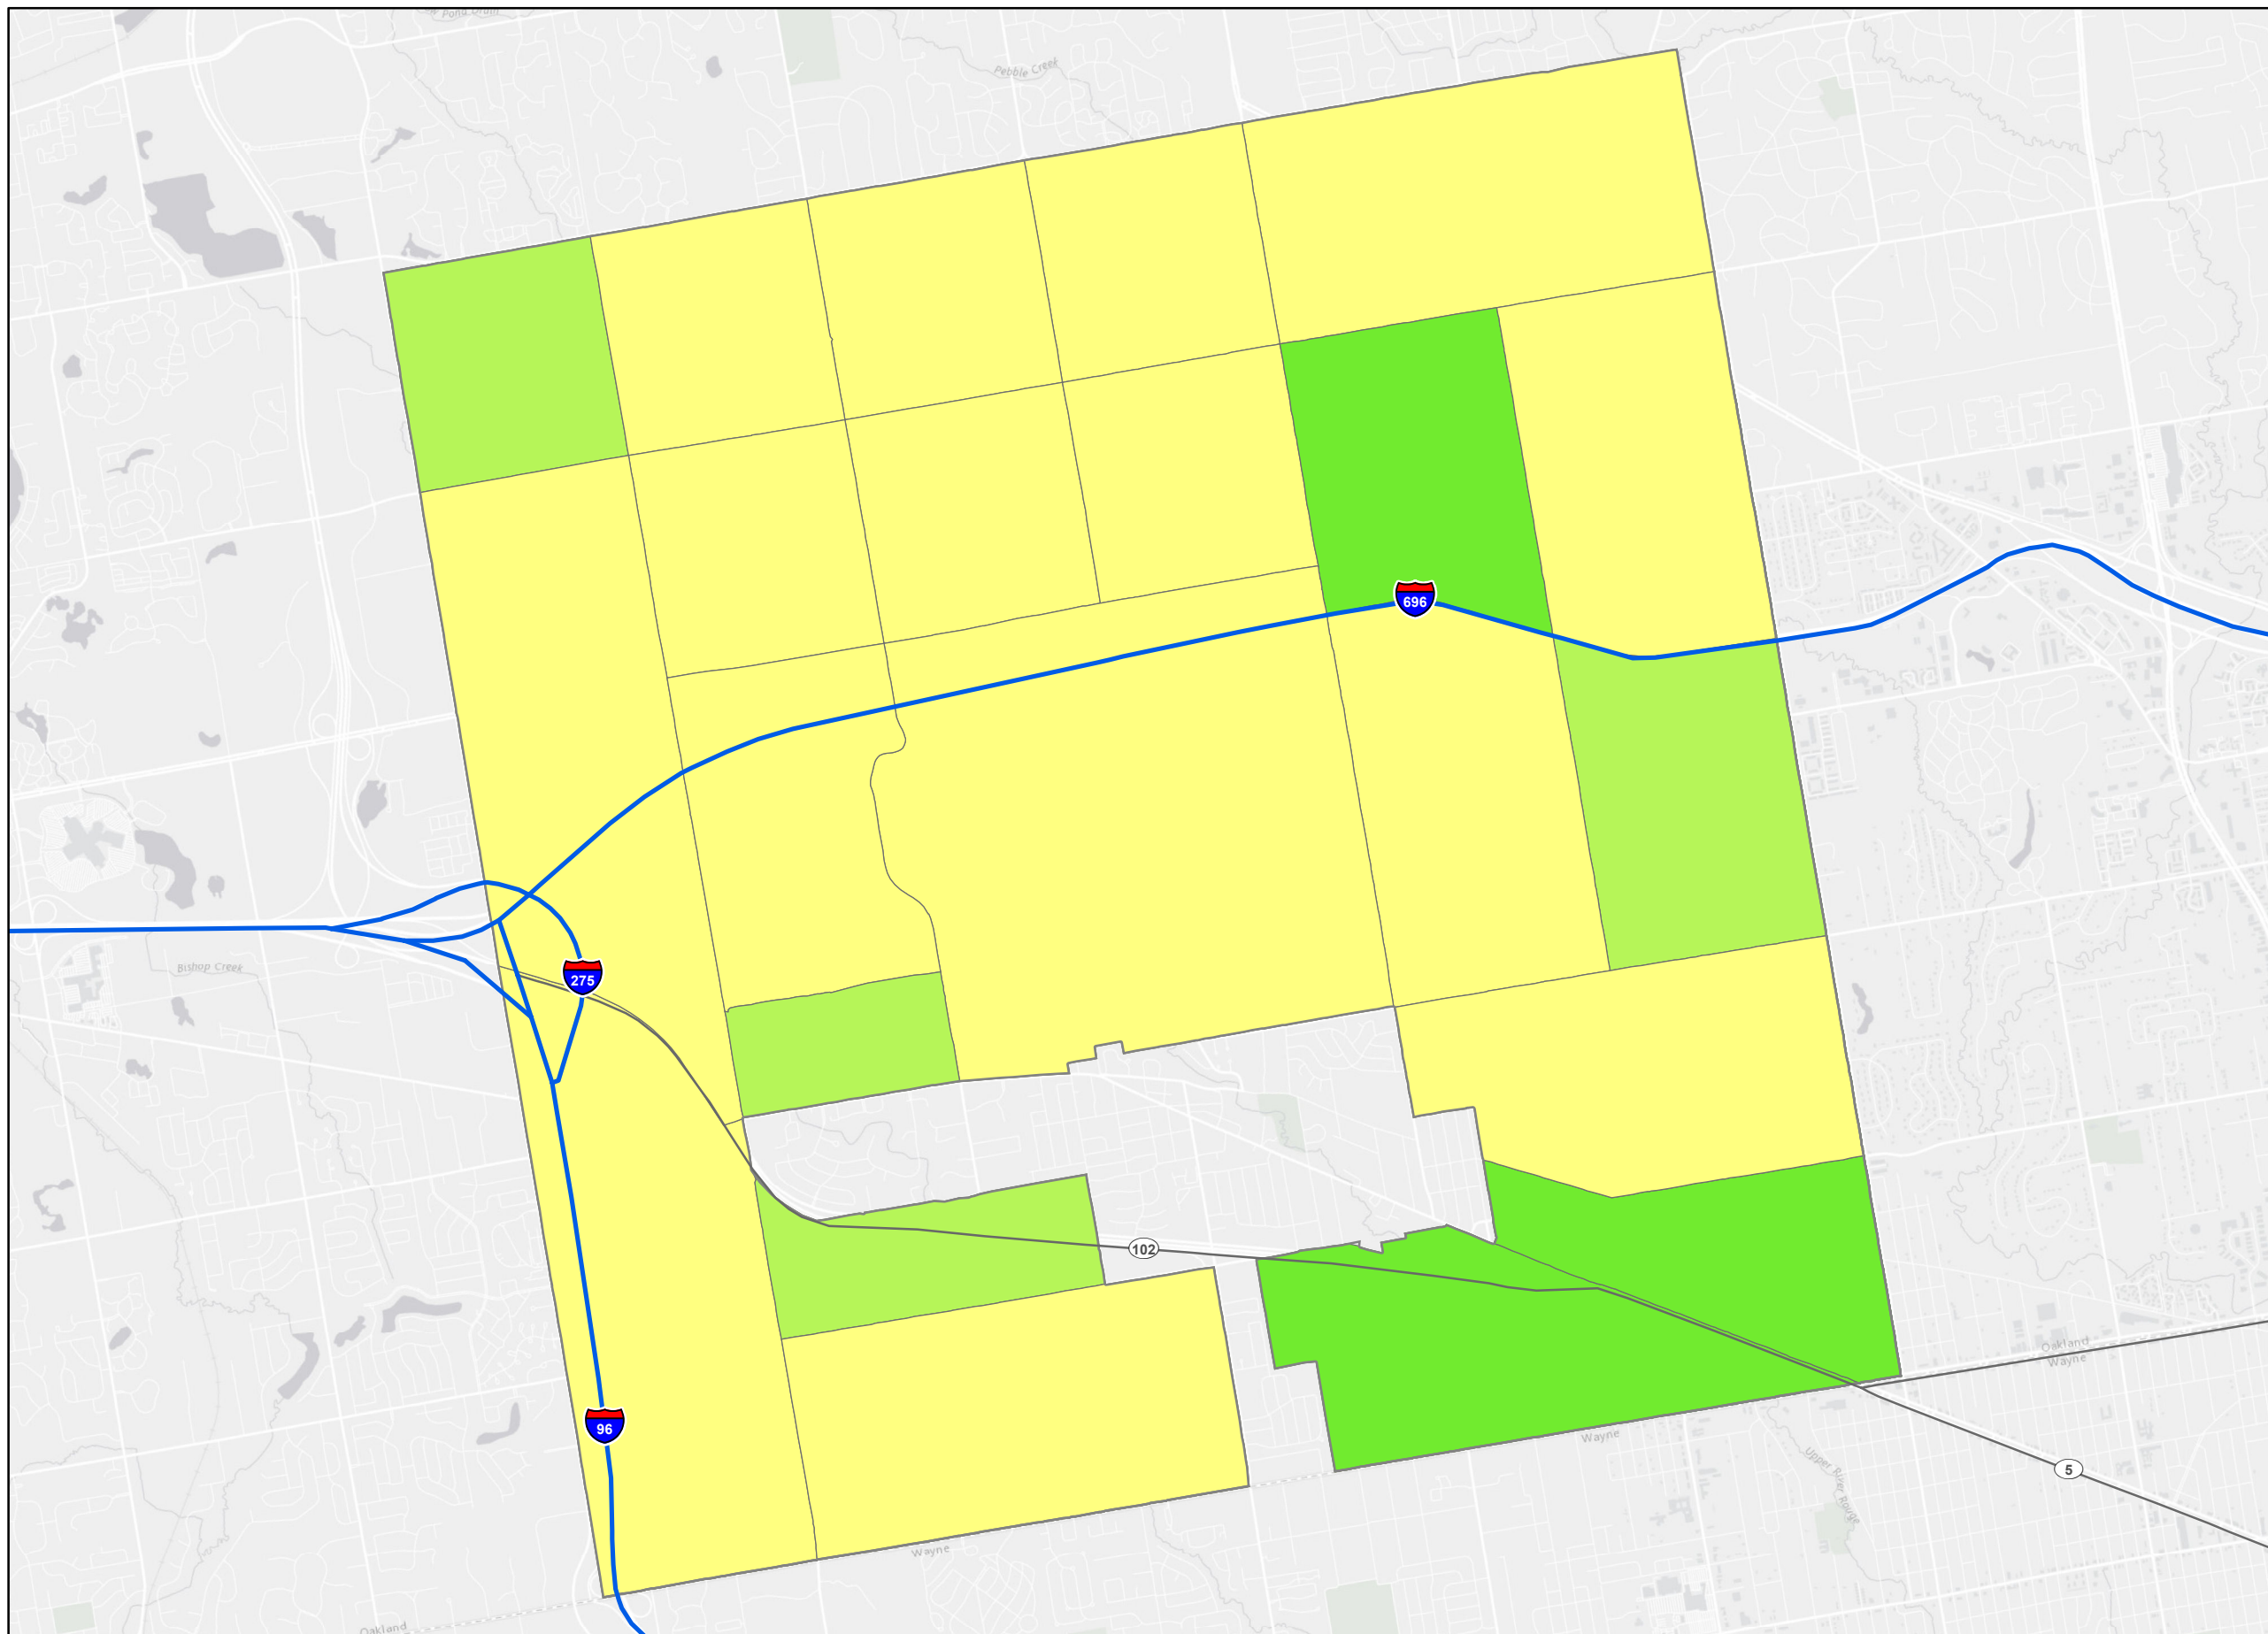 Pebble Creek
696
Bishop Creek
275
102
Oakland
Wayne
96
Wayne
5
Upper River Rouge
Wayne
Oakland